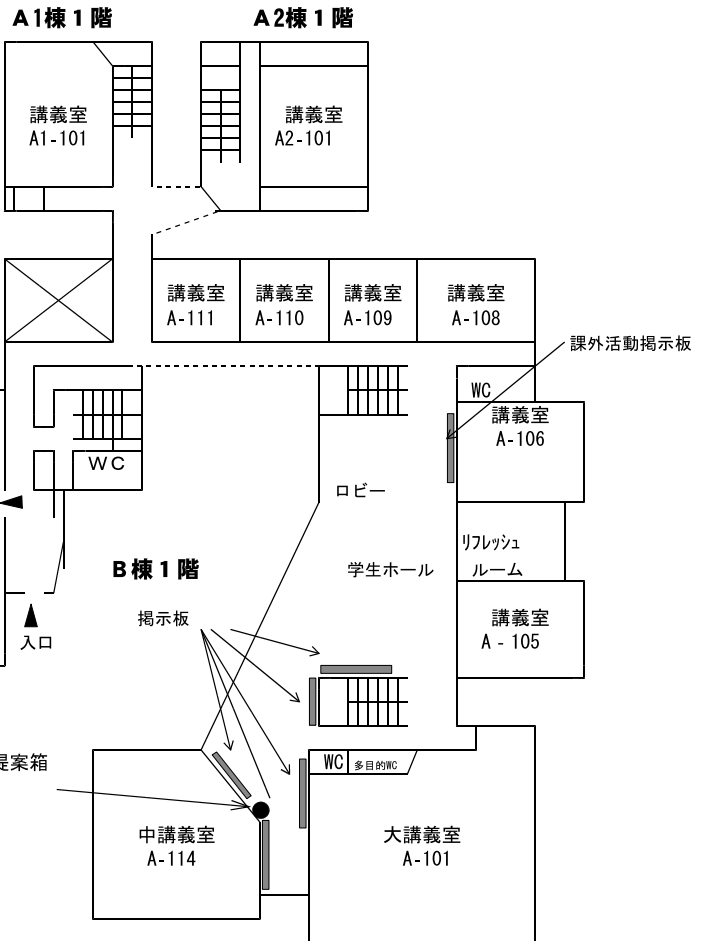 A1棟1階
A2棟1階
講義室
A1-101
講義室
A2-101
講義室
A-111
講義室
A-110
講義室
A-109
講義室
A-108
課外活動掲示板
WC
講義室
A-106
WC
ロビー
リフレッシュ
ルーム
学生ホール
B棟1階
掲示板
入口
講義室
A-105
提案箱
WC
多目的WC
中講義室
A-114
大講義室
A-101